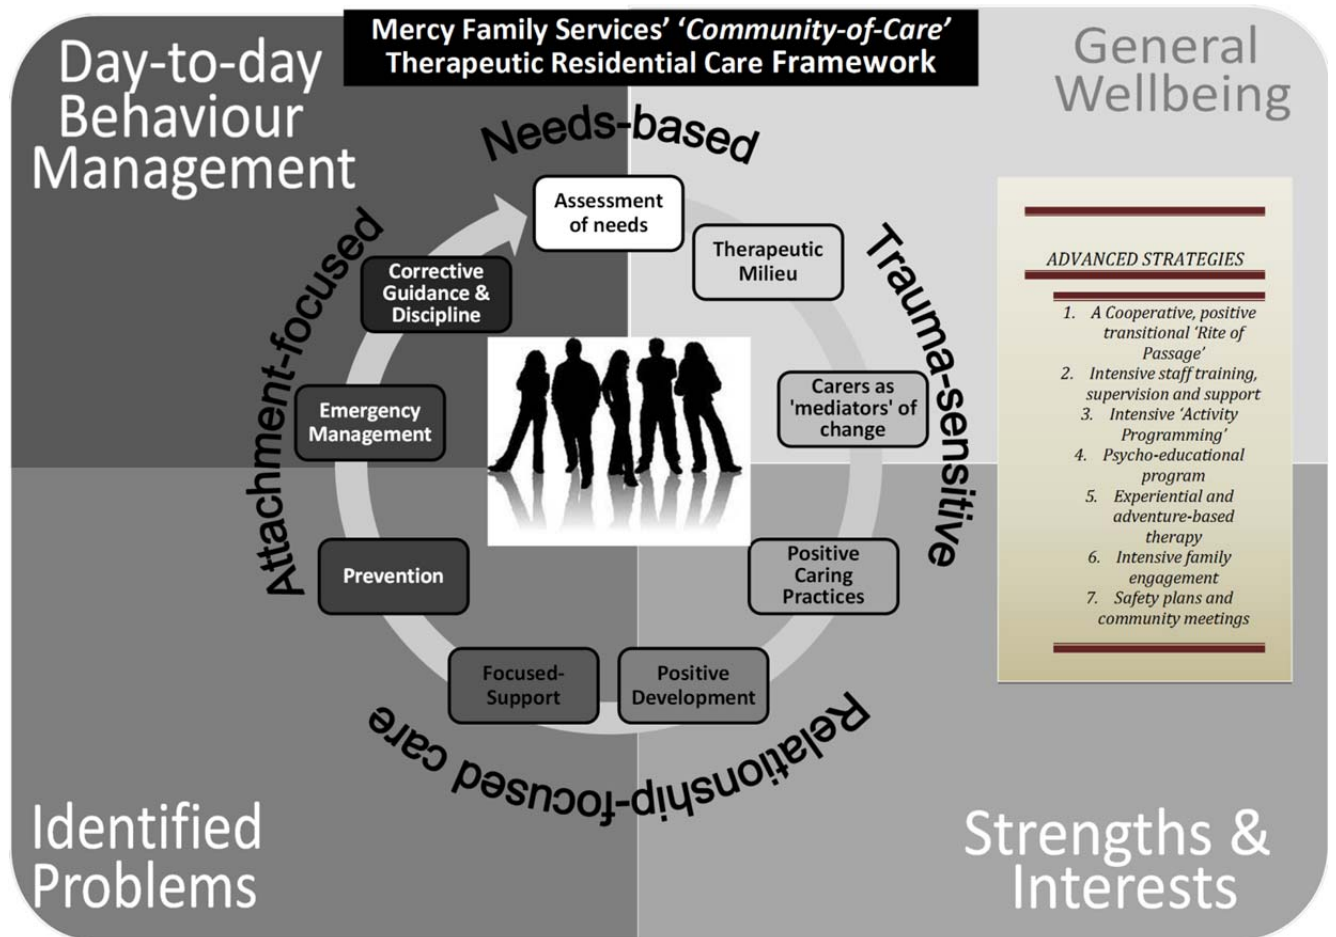 Mercy Family Services’ ‘Community-of-Care’
Therapeutic Residential Care Framework
Day-to-day
Behaviour
Management
General
Wellbeing
Needs-based
Trauma-sensitive
Relationship-focused care
Attachment-focused
Assessment
of needs
Therapeutic
Milieu
Carers as
'mediators' of
change
Positive
Caring
Practices
Positive
Development
Focused-
Support
Prevention
Emergency
Management
Corrective
Guidance &
Discipline
ADVANCED STRATEGIES
1. A Cooperative, positive
transitional ‘Rite of
Passage’
2. Intensive staff training,
supervision and support
3. Intensive ‘Activity
Programming’
4. Psycho-educational
program
5. Experiential and
adventure-based
therapy
6. Intensive family
engagement
7. Safety plans and
community meetings
Identified
Problems
Strengths &
Interests